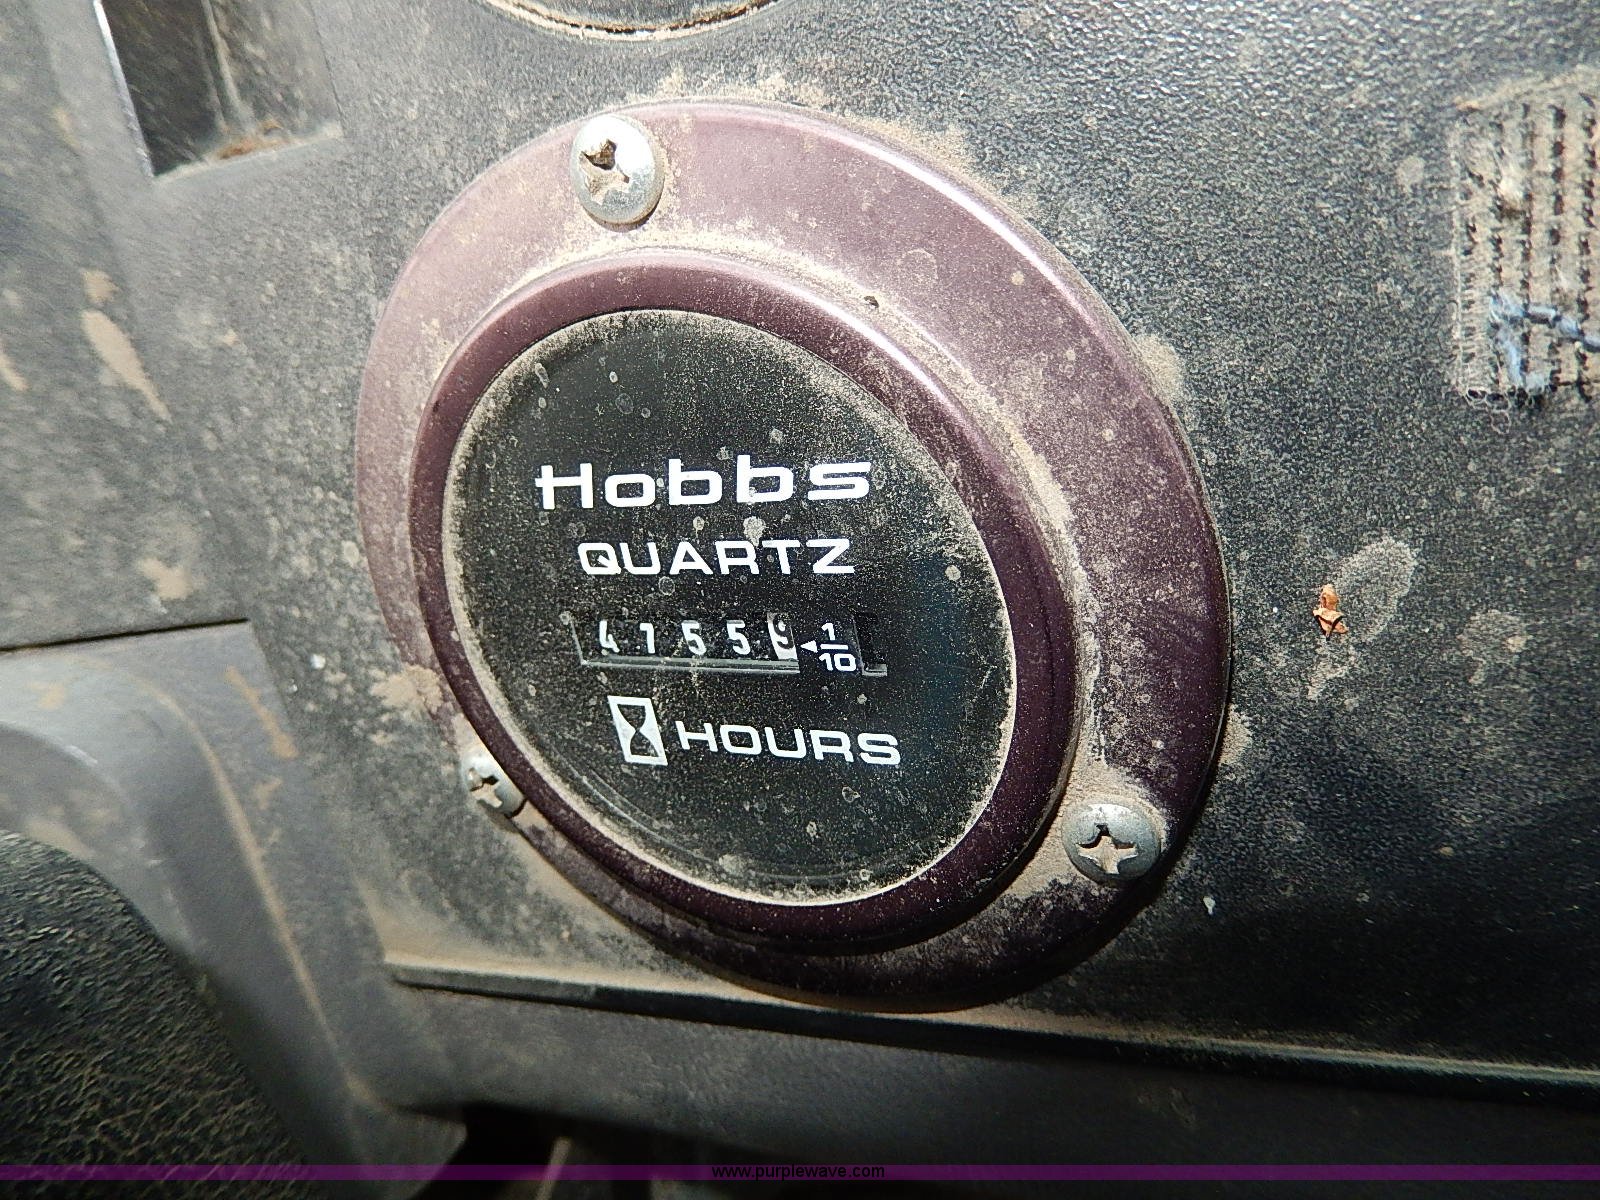 Hobbs
QUARTZ
41559 1/10
HOURS
www.purplewave.com